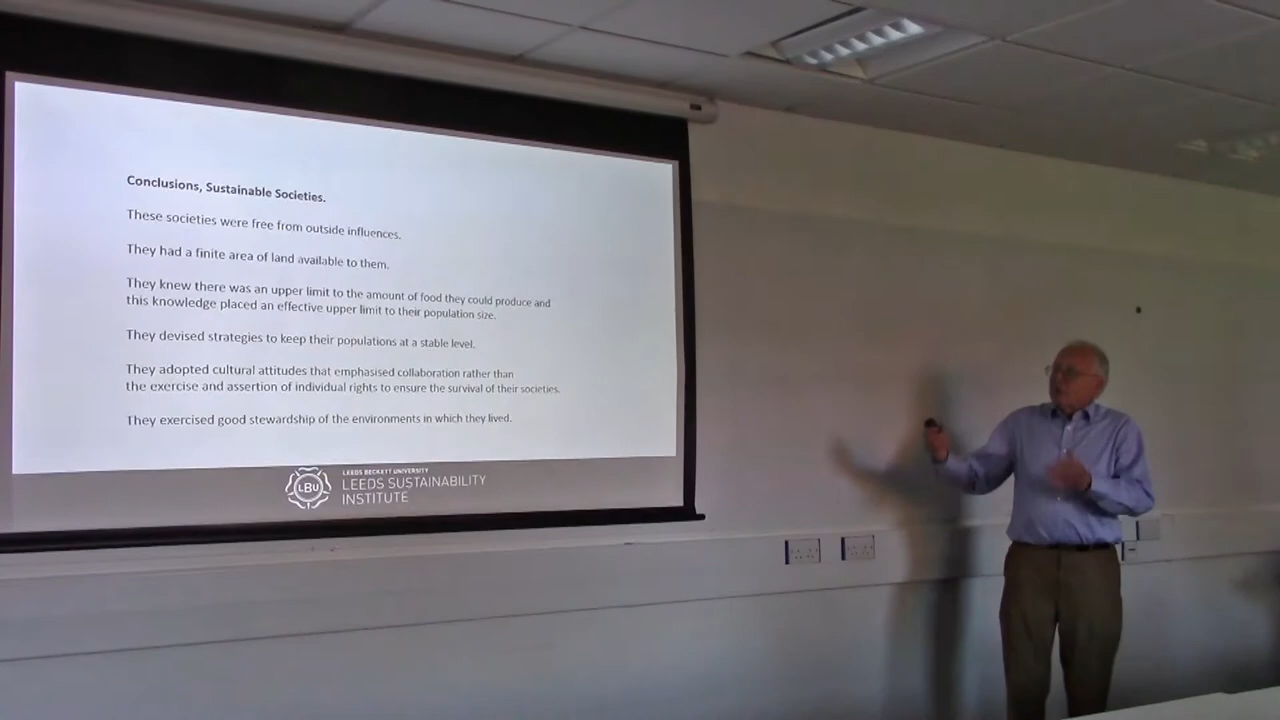 Conclusions, Sustainable Societies.
These societies were free from outside influences.
They had a finite area of land available to them.
They knew there was an upper limit to the amount of food they could produce and
this knowledge placed an effective upper limit to their population size.
They devised strategies to keep their populations at a stable level.
They adopted cultural attitudes that emphasised collaboration rather than
the exercise and assertion of individual rights to ensure the survival of their societies.
They exercised good stewardship of the environments in which they lived.
LBU
LEEDS BECKETT UNIVERSITY
LEEDS SUSTAINABILITY
INSTITUTE